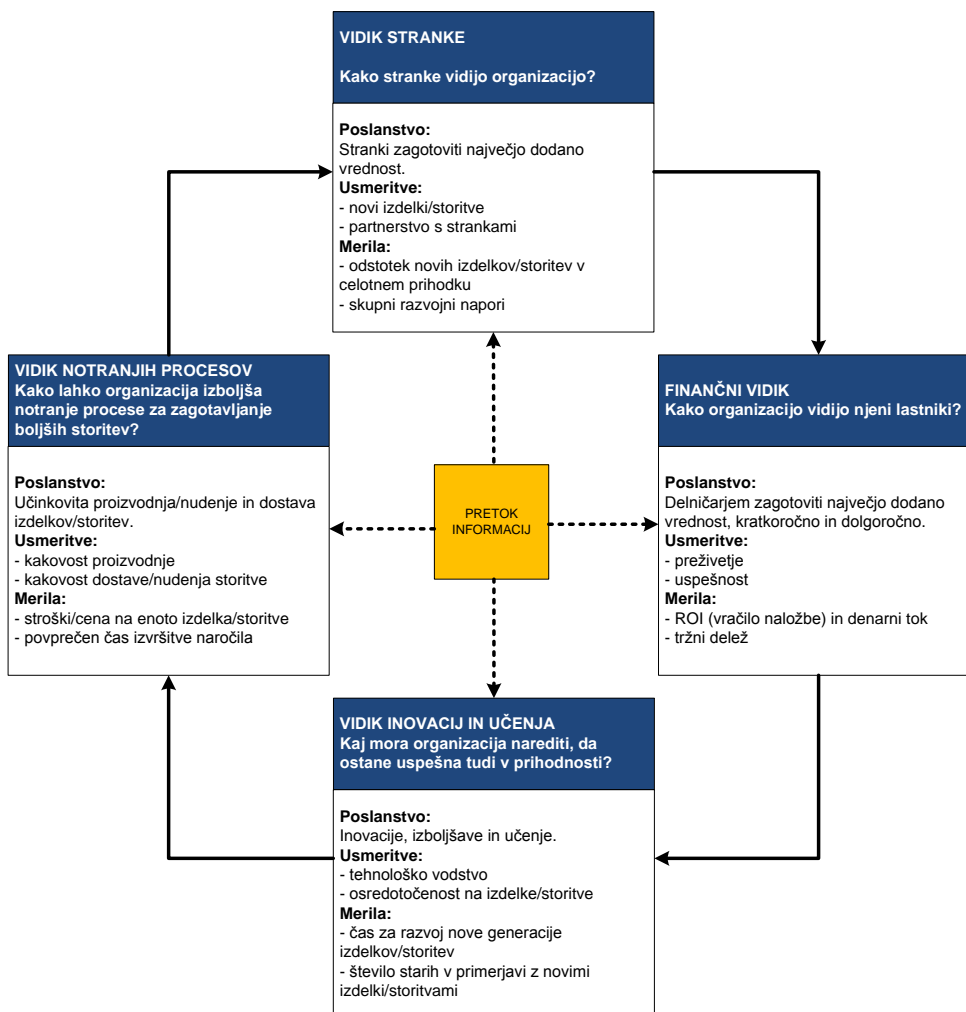 VIDIK STRANKE
Kako stranke vidijo organizacijo?
Poslanstvo:
Stranki zagotoviti največjo dodano
vrednost.
Usmeritve:
- novi izdelki/storitve
- partnerstvo s strankami
Merila:
- odstotek novih izdelkov/storitev v
celotnem prihodku
- skupni razvojni napori
VIDIK NOTRANJIH PROCESOV
Kako lahko organizacija izboljša
notranje procese za zagotavljanje
boljših storitev?
Poslanstvo:
Učinkovita proizvodnja/nudenje in dostava
izdelkov/storitev.
Usmeritve:
- kakovost proizvodnje
- kakovost dostave/nudenja storitve
Merila:
- stroški/cena na enoto izdelka/storitve
- povprečen čas izvršitve naročila
PRETOK
INFORMACIJ
FINANČNI VIDIK
Kako organizacijo vidijo njeni lastniki?
Poslanstvo:
Delničarjem zagotoviti največjo dodano
vrednost, kratkoročno in dolgoročno.
Usmeritve:
- preživetje
- uspešnost
Merila:
- ROI (vračilo naložbe) in denarni tok
- tržni delež
VIDIK INOVACIJ IN UČENJA
Kaj mora organizacija narediti, da
ostane uspešna tudi v prihodnosti?
Poslanstvo:
Inovacije, izboljšave in učenje.
Usmeritve:
- tehnološko vodstvo
- osredotočenost na izdelke/storitve
Merila:
- čas za razvoj nove generacije
izdelkov/storitev
- število starih v primerjavi z novimi
izdelki/storitvami